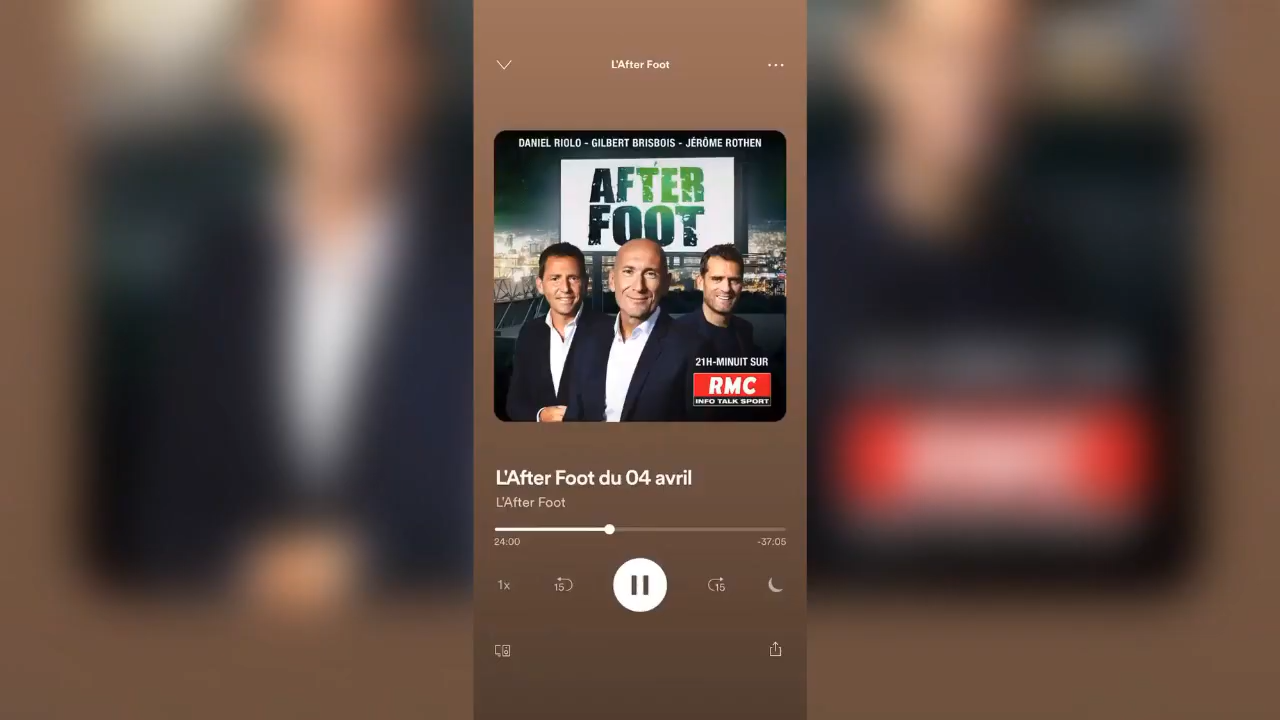 L'After Foot
DANIEL RIOLO - GILBERT BRISBOIS - JÉRÔME ROTHEN
AFTER
FOOT
21H-MINUIT SUR
RMC
INFO TALK SPORT
L'After Foot du 04 avril
L'After Foot
24:00
-37:05
1x
15
15